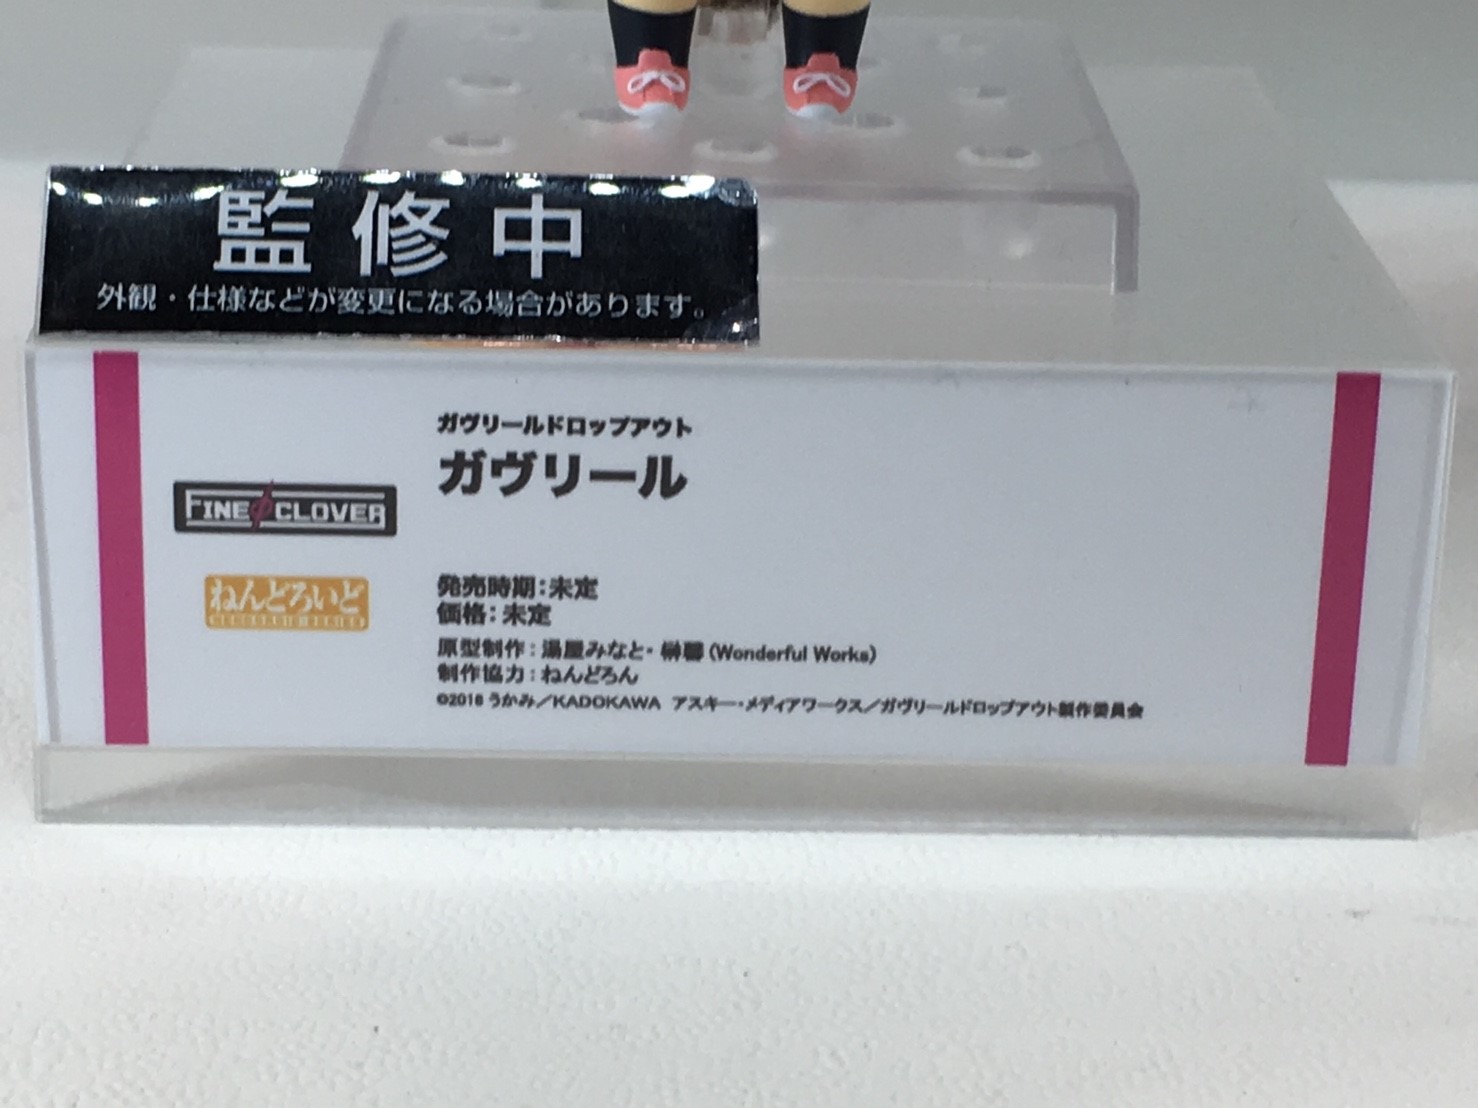 監修中
外観・仕様などが変更になる場合があります。
ガヴリールドロップアウト
ガヴリール
FINE CLOVER
ねんどろいど
発売時期：未定
価格：未定
原型制作：湯屋みなと・榊馨（Wonderful Works）
制作協力：ねんどろん
©2016 うかみ／KADOKAWA アスキー・メディアワークス／ガヴリールドロップアウト製作委員会